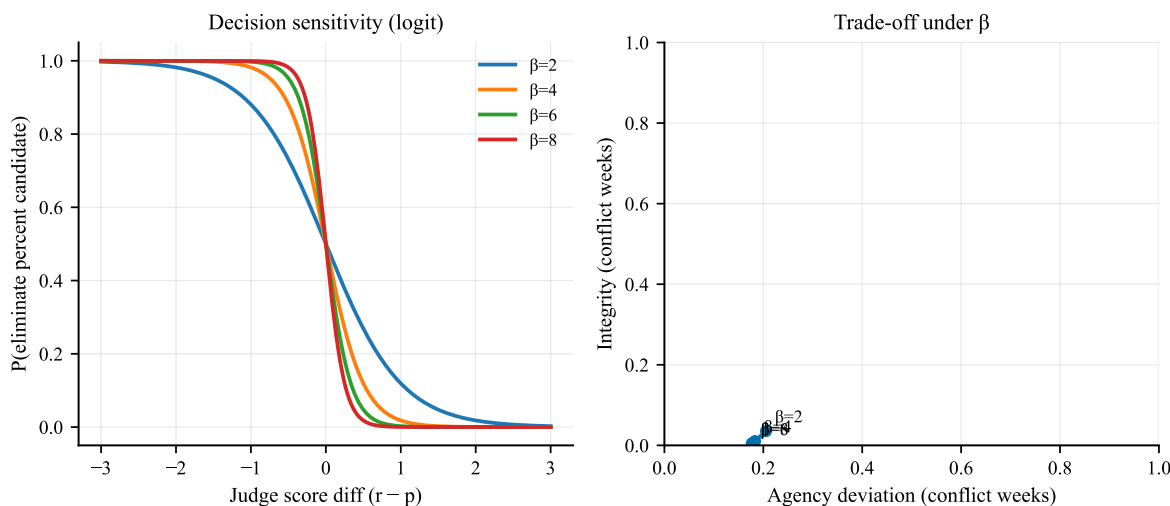 Decision sensitivity (logit)
P(eliminate percent candidate)
1.0
0.8
0.6
0.4
0.2
0.0
−3
−2
−1
0
1
2
3
Judge score diff (r − p)
β=2
β=4
β=6
β=8
Trade-off under β
Integrity (conflict weeks)
1.0
0.8
0.6
0.4
0.2
0.0
β=2
0.0
0.2
0.4
0.6
0.8
1.0
Agency deviation (conflict weeks)